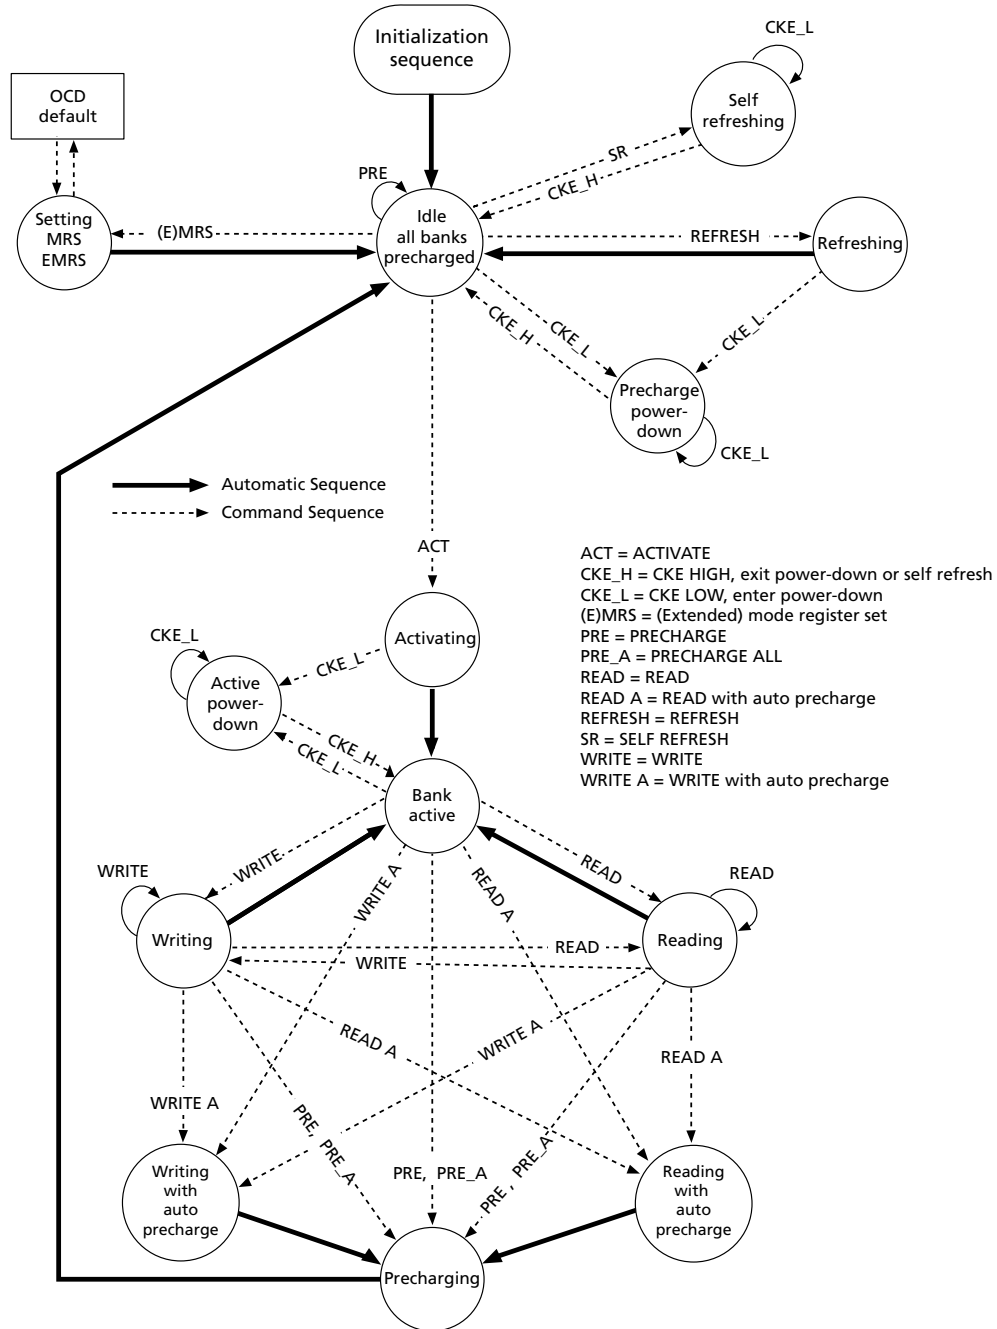 Initialization
sequence
CKE_L
Self
refreshing
OCD
default
SR
CKE_H
PRE
Setting
MRS
EMRS
(E)MRS
Idle
all banks
precharged
REFRESH
Refreshing
CKE_H
CKE_L
CKE_L
Precharge
power-
down
CKE_L
Automatic Sequence
Command Sequence
ACT
ACT = ACTIVATE
CKE_H = CKE HIGH, exit power-down or self refresh
CKE_L = CKE LOW, enter power-down
(E)MRS = (Extended) mode register set
PRE = PRECHARGE
PRE_A = PRECHARGE ALL
READ = READ
READ A = READ with auto precharge
REFRESH = REFRESH
SR = SELF REFRESH
WRITE = WRITE
WRITE A = WRITE with auto precharge
Activating
CKE_L
CKE_L
Active
power-
down
CKE_H
CKE_L
Bank
active
WRITE
WRITE
WRITE A
READ A
READ
READ
Writing
READ
WRITE
Reading
READ A
WRITE A
READ A
WRITE A
PRE, PRE_A
PRE, PRE_A
PRE, PRE_A
Writing
with
auto
precharge
Reading
with
auto
precharge
Precharging